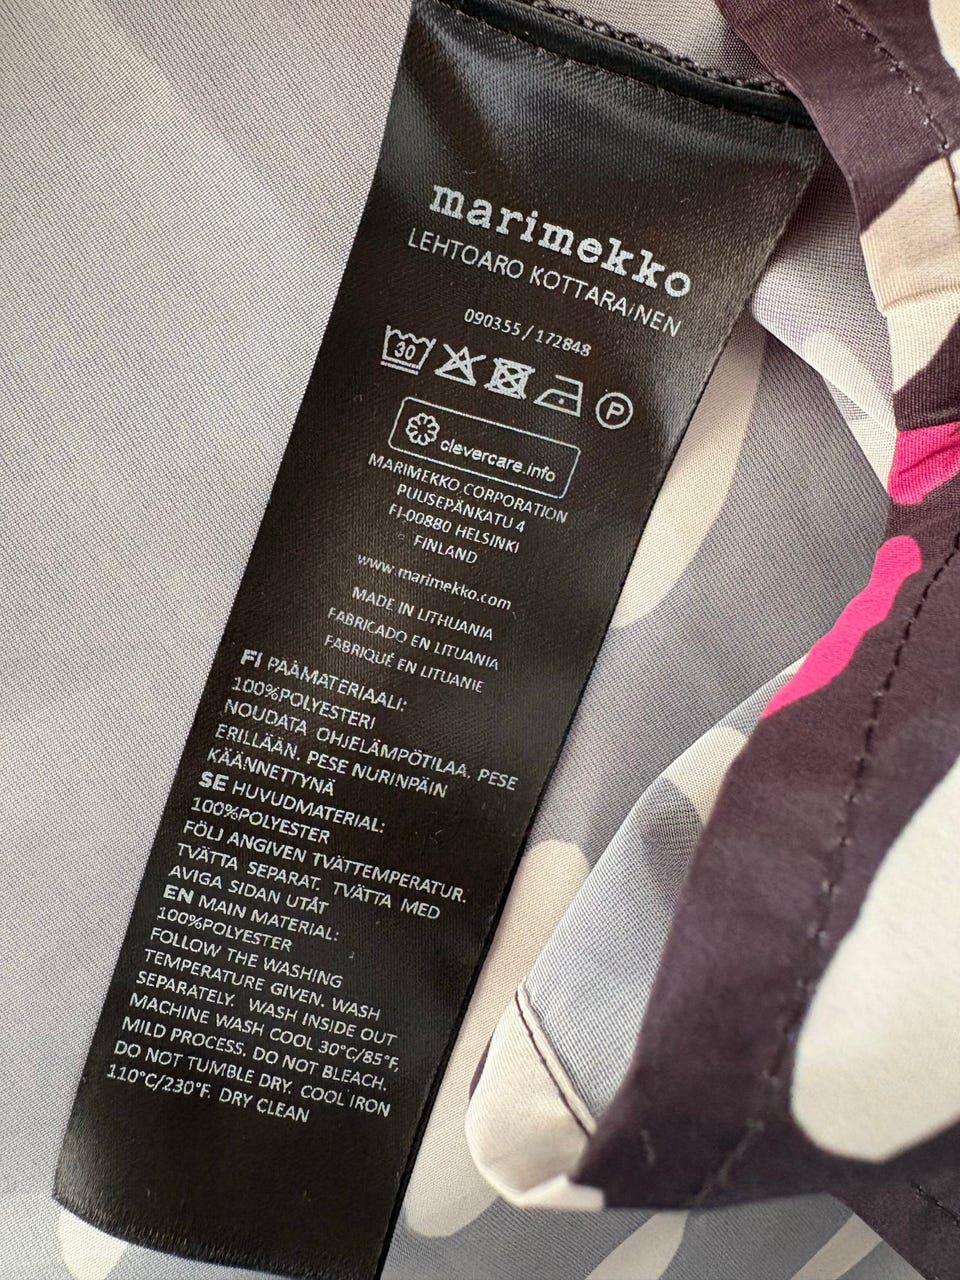 marimekko
LEHTOARO KOTTARAiNEN
090355 / 172848
30
P
clevercare.info
MARIMEKKO CORPORATION
PUUSEPÄNKATU 4
FI-00880 HELSINKI
FINLAND
www.marimekko.com
MADE IN LITHUANIA
FABRICADO EN LITUANIA
FABRIQUÉ EN LITUANIE
FI PÄÄMATERIAALI:
100%POLYESTERI
NOUDATA OHJELÄMPÖTILAA. PESE
ERILLÄÄN. PESE NURINPÄIN
KÄÄNNETTYNÄ
SE HUVUDMATERIAL:
100%POLYESTER
FÖLJ ANGIVEN TVÄTTEMPERATUR.
TVÄTTA SEPARAT. TVÄTTA MED
AVIGA SIDAN UTÅT
EN MAIN MATERIAL:
100%POLYESTER
FOLLOW THE WASHING
TEMPERATURE GIVEN. WASH
SEPARATELY. WASH INSIDE OUT
MACHINE WASH COOL 30°C/85°F,
MILD PROCESS. DO NOT BLEACH.
DO NOT TUMBLE DRY. COOL IRON
110°C/230°F. DRY CLEAN